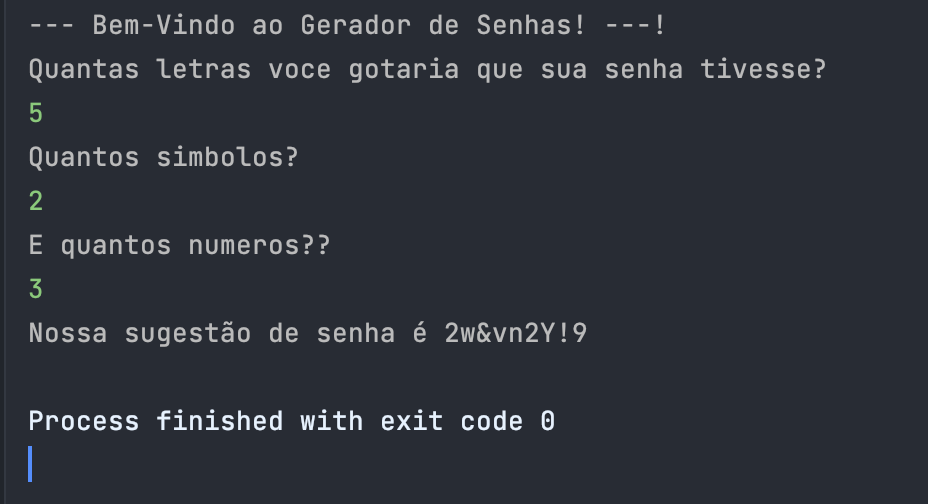 --- Bem-Vindo ao Gerador de Senhas! ---!
Quantas letras voce gotaria que sua senha tivesse?
5
Quantos simbolos?
2
E quantos numeros??
3
Nossa sugestão de senha é 2w&vn2Y!9
Process finished with exit code 0